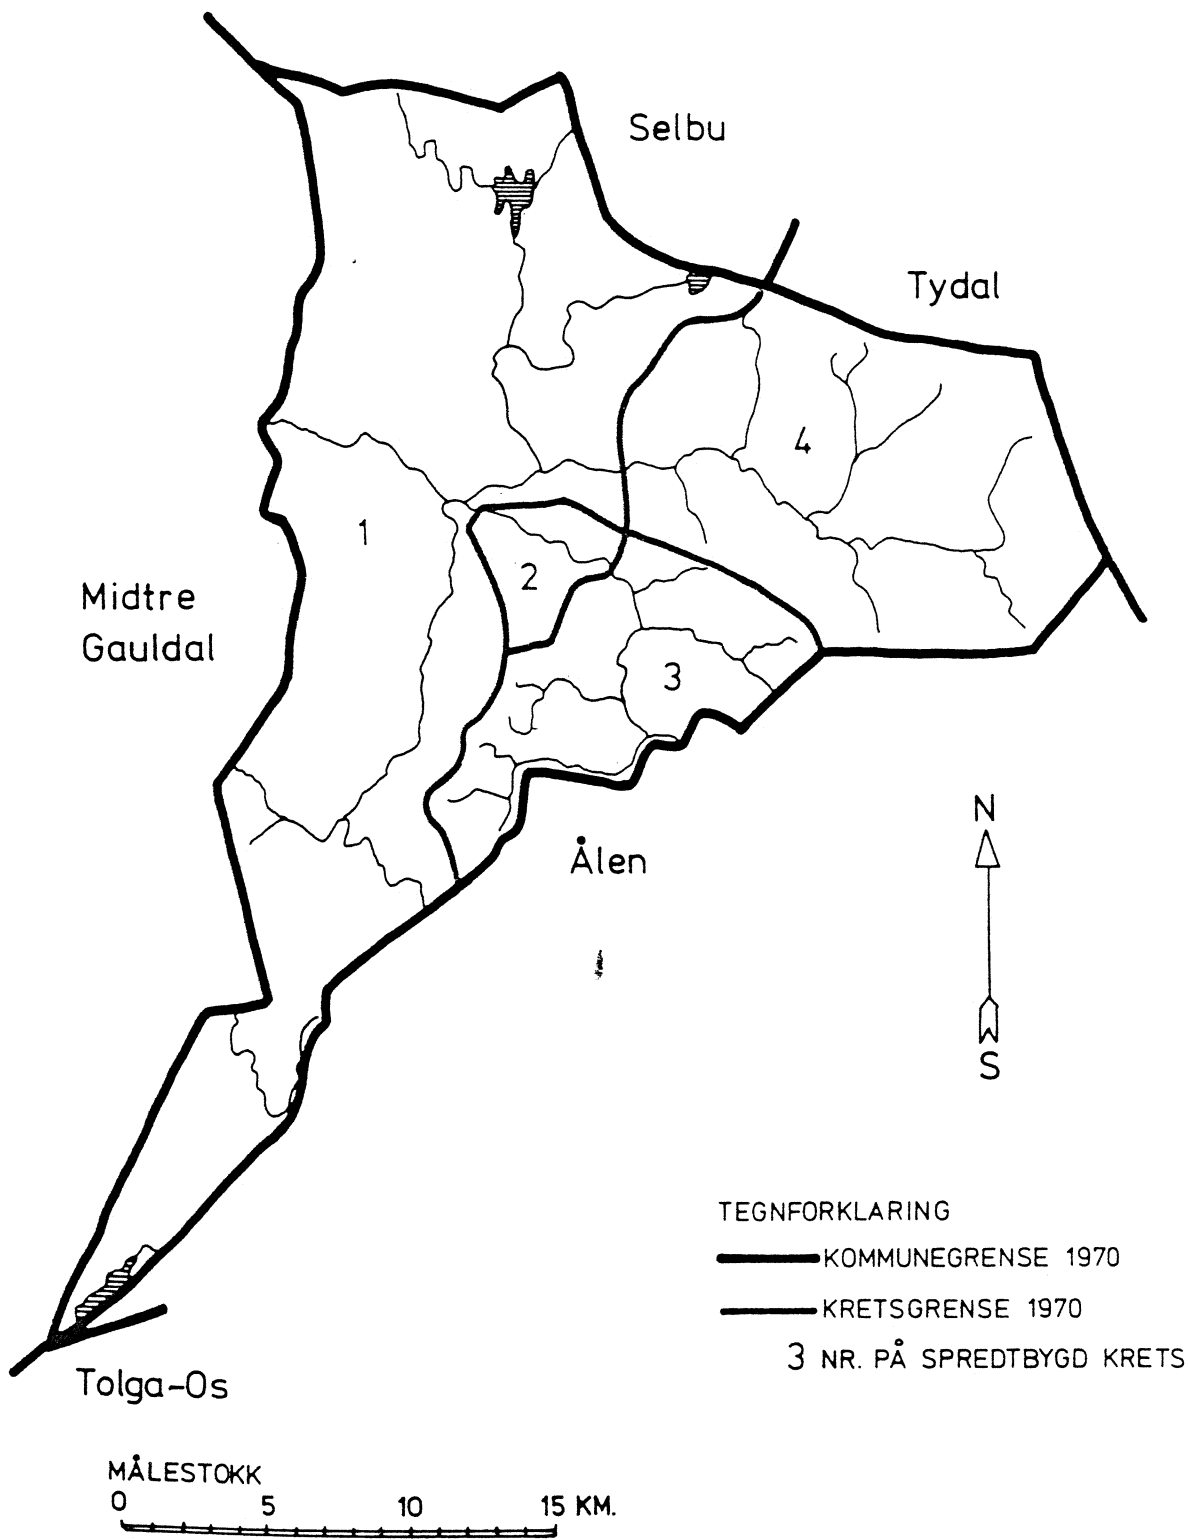 Selbu
Tydal
4
1
2
Midtre
Gauldal
3
N
Ålen
S
TEGNFORKLARING
KOMMUNEGRENSE 1970
KRETSGRENSE 1970
3 NR. PÅ SPREDTBYGD KRETS
Tolga-Os
MÅLESTOKK
0 5 10 15 KM.